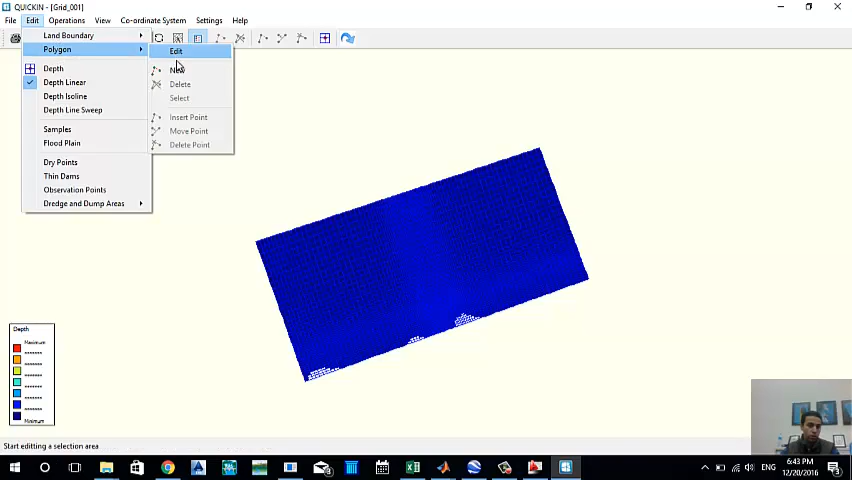 QUICKIN - [Grid_001]
File Edit Operations View Co-ordinate System Settings Help
Land Boundary
Polygon
Depth
Depth Linear
Depth Isoline
Depth Line Sweep
Samples
Flood Plain
Dry Points
Thin Dams
Observation Points
Dredge and Dump Areas
Edit
New
Delete
Select
Insert Point
Move Point
Delete Point
Depth
Maximum
*******
*******
*******
*******
*******
*******
Minimum
Start editing a selection area
ENG
6:43 PM
12/20/2016